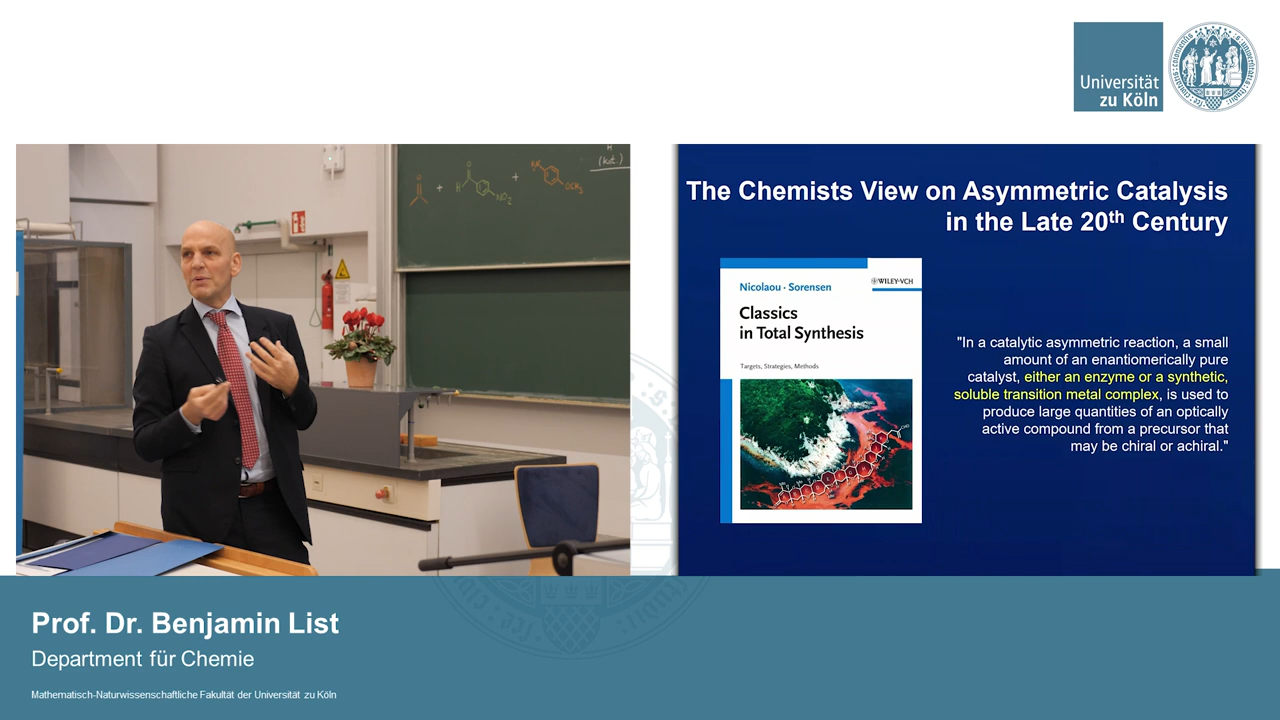 Universität
zu Köln
H
(kat.)
+
H
NO2
+
OCH3
The Chemists View on Asymmetric Catalysis
in the Late 20th Century
Nicolaou · Sorensen
WILEY-VCH
Classics
in Total Synthesis
Targets, Strategies, Methods
"In a catalytic asymmetric reaction, a small
amount of an enantiomerically pure
catalyst, either an enzyme or a synthetic,
soluble transition metal complex, is used to
produce large quantities of an optically
active compound from a precursor that
may be chiral or achiral."
Prof. Dr. Benjamin List
Department für Chemie
Mathematisch-Naturwissenschaftliche Fakultät der Universität zu Köln